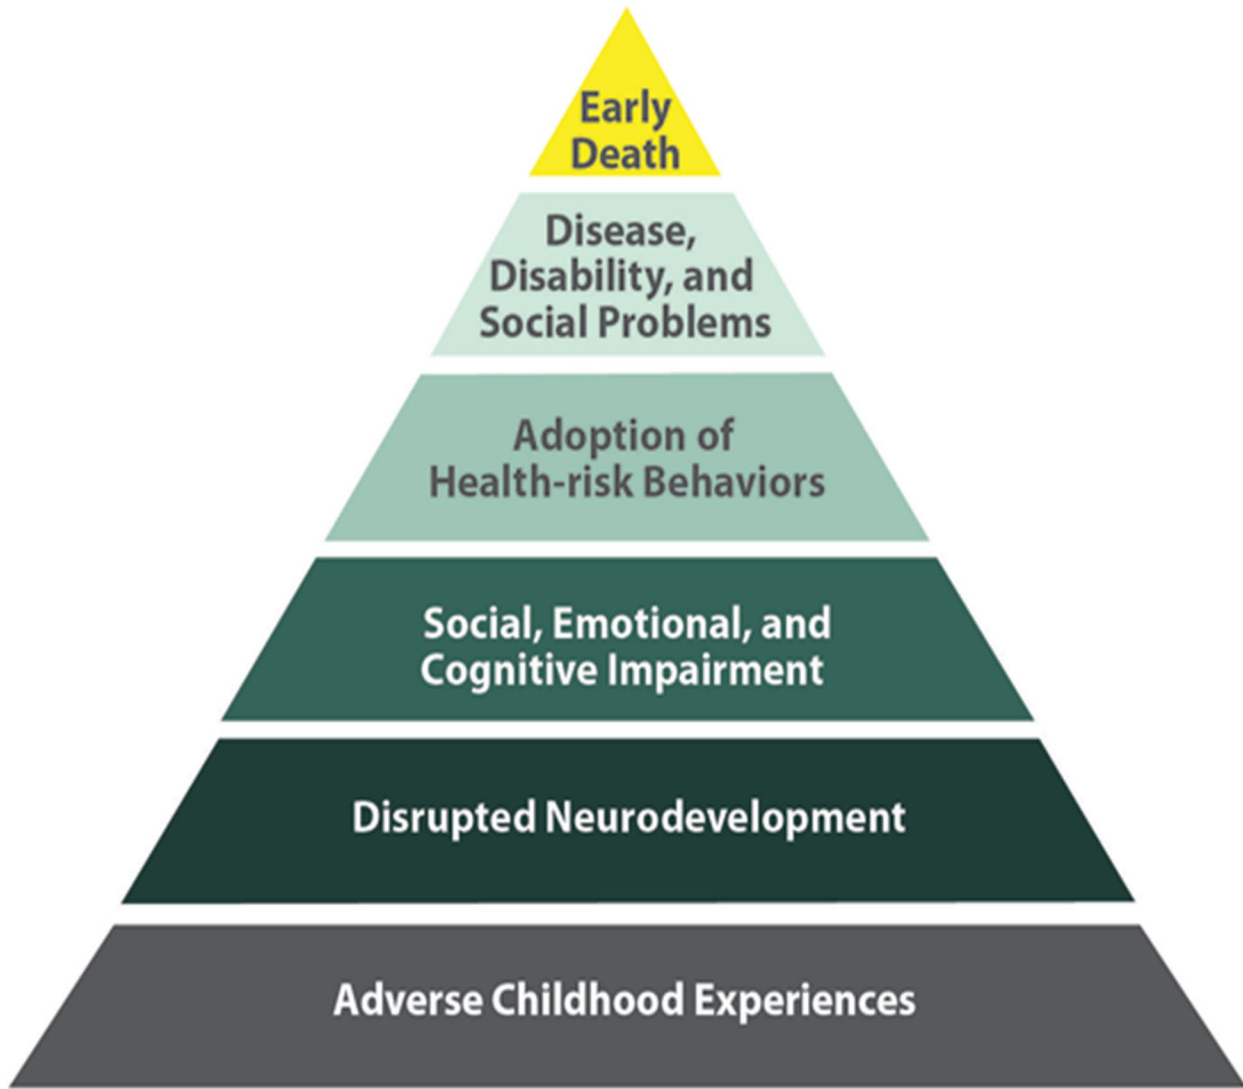 Early
Death
Disease,
Disability, and
Social Problems
Adoption of
Health-risk Behaviors
Social, Emotional, and
Cognitive Impairment
Disrupted Neurodevelopment
Adverse Childhood Experiences